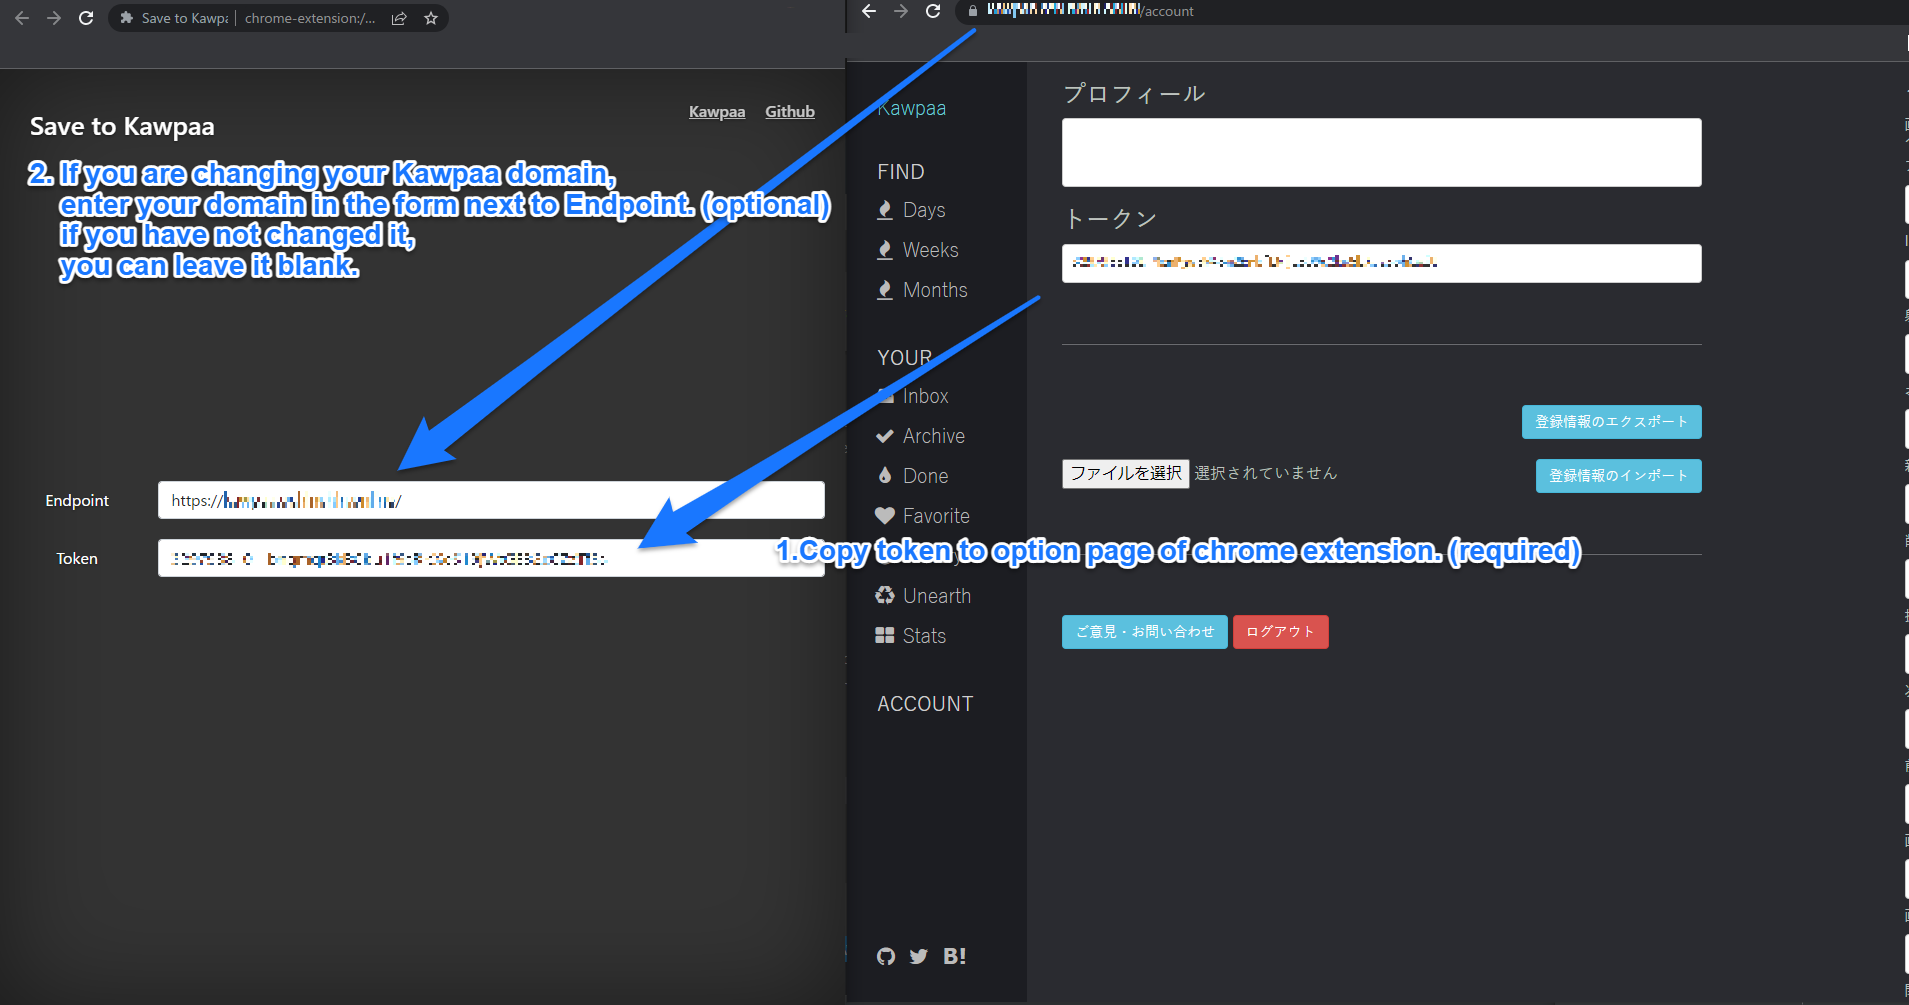 Save to Kawpa
chrome-extension:/...
/account
Save to Kawpaa
Kawpaa
Github
2. If you are changing your Kawpaa domain,
enter your domain in the form next to Endpoint. (optional)
if you have not changed it,
you can leave it blank.
Endpoint
https://
/
Token
1.Copy token to option page of chrome extension. (required)
Kawpaa
FIND
Days
Weeks
Months
YOUR
Inbox
Archive
Done
Favorite
Unearth
Stats
ACCOUNT
B!
プロフィール
トークン
登録情報のエクスポート
ファイルを選択 選択されていません
登録情報のインポート
ご意見・お問い合わせ
ログアウト